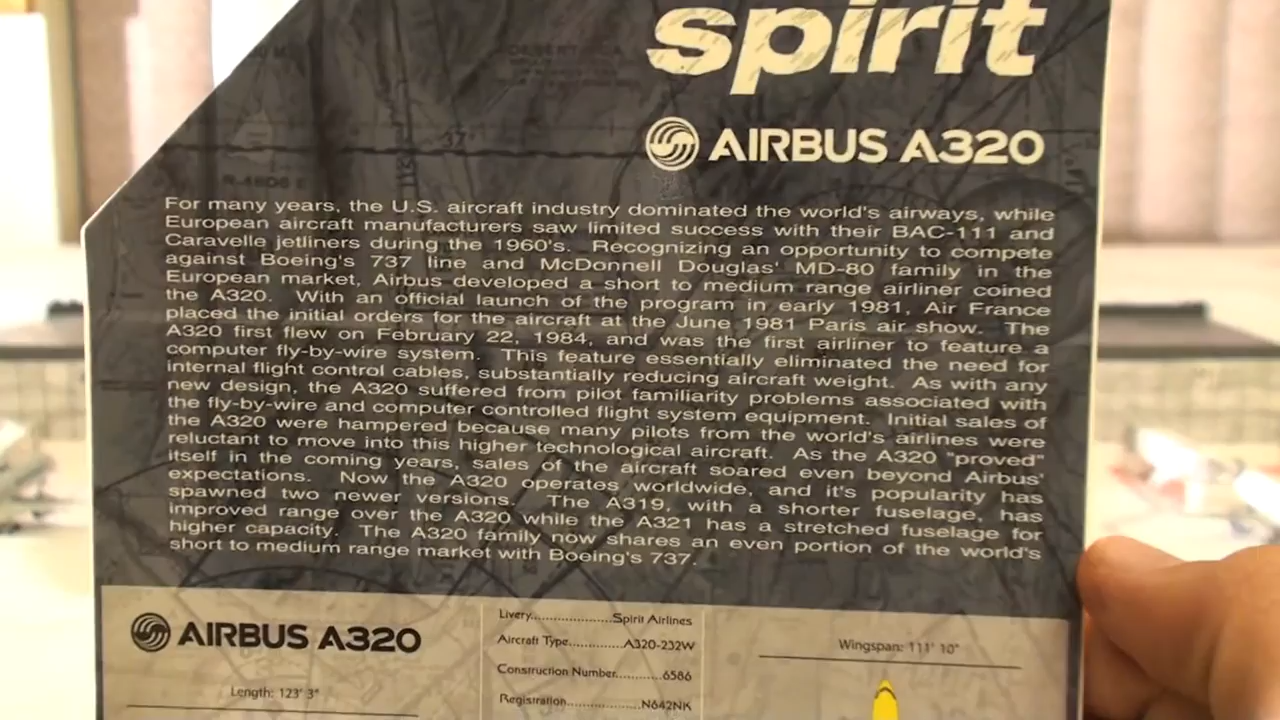 spirit
AIRBUS A320
For many years, the U.S. aircraft industry dominated the world's airways, while
European aircraft manufacturers saw limited success with their BAC-111 and
Caravelle jetliners during the 1960's. Recognizing an opportunity to compete
against Boeing's 737 line and McDonnell Douglas' MD-80 family in the
European market, Airbus developed a short to medium range airliner coined
the A320. With an official launch of the program in early 1981, Air France
placed the initial orders for the aircraft at the June 1981 Paris air show. The
A320 first flew on February 22, 1984, and was the first airliner to feature a
computer fly-by-wire system. This feature essentially eliminated the need for
internal flight control cables, substantially reducing aircraft weight. As with any
new design, the A320 suffered from pilot familiarity problems associated with
the fly-by-wire and computer controlled flight system equipment. Initial sales of
the A320 were hampered because many pilots from the world's airlines were
reluctant to move into this higher technological aircraft. As the A320 "proved"
itself in the coming years, sales of the aircraft soared even beyond Airbus'
expectations. Now the A320 operates worldwide, and it's popularity has
spawned two newer versions. The A319, with a shorter fuselage, has
improved range over the A320 while the A321 has a stretched fuselage for
higher capacity. The A320 family now shares an even portion of the world's
short to medium range market with Boeing's 737.
AIRBUS A320
Length: 123' 3"
Livery....................Spirit Airlines
Aircraft Type.............A320-232W
Construction Number..........6586
Registration..................N642NK
Wingspan: 111' 10"
37°
R-4806 E